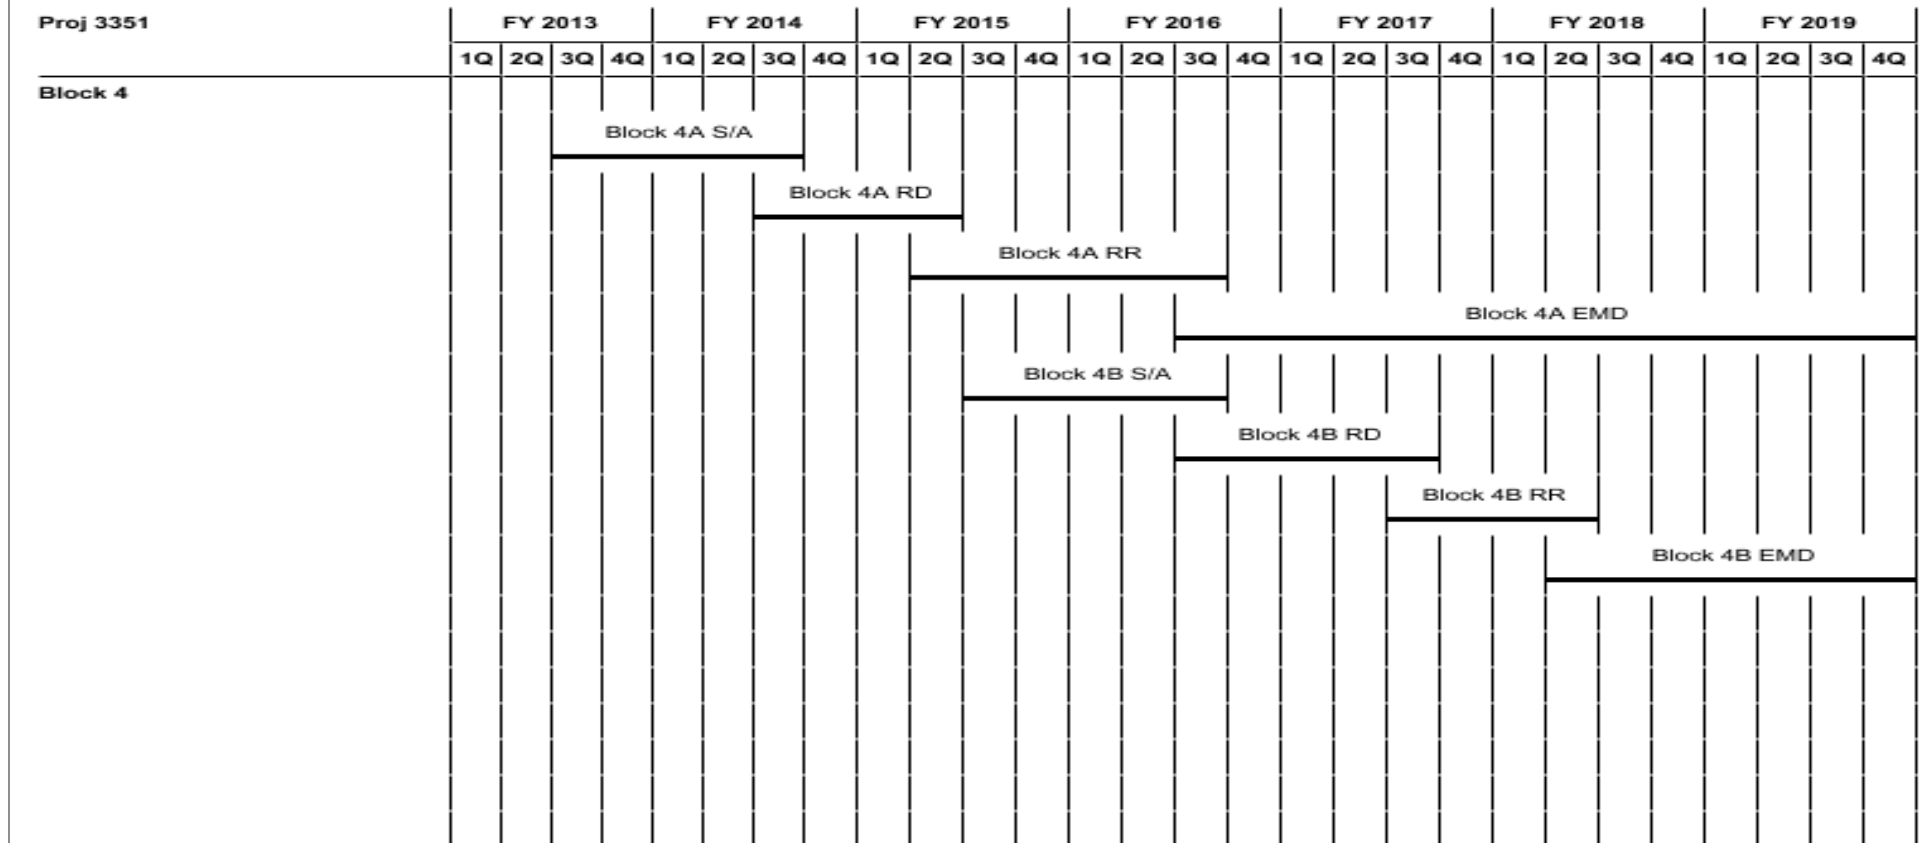 Proj 3351 FY 2013 FY 2014 FY 2015 FY 2016 FY 2017 FY 2018 FY 2019
1Q 2Q 3Q 4Q 1Q 2Q 3Q 4Q 1Q 2Q 3Q 4Q 1Q 2Q 3Q 4Q 1Q 2Q 3Q 4Q 1Q 2Q 3Q 4Q 1Q 2Q 3Q 4Q
Block 4
Block 4A S/A
Block 4A RD
Block 4A RR
Block 4A EMD
Block 4B S/A
Block 4B RD
Block 4B RR
Block 4B EMD